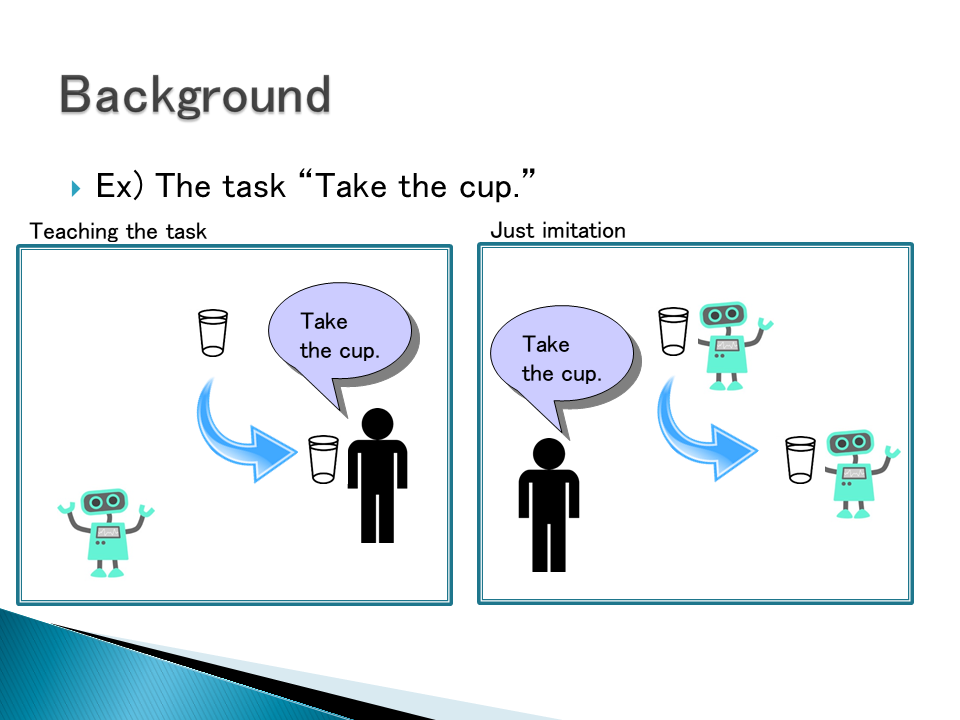 Background
Ex) The task “Take the cup.”
Teaching the task
Just imitation
Take
the cup.
Take
the cup.